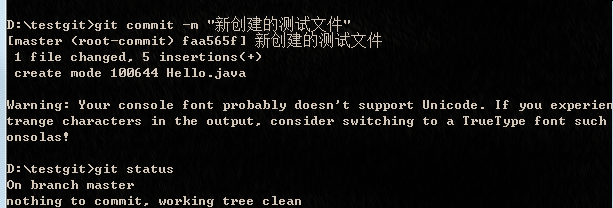 D:\testgit>git commit -m "新创建的测试文件"
[master (root-commit) faa565f] 新创建的测试文件
1 file changed, 5 insertions(+)
create mode 100644 Hello.java
Warning: Your console font probably doesn't support Unicode. If you experien
trange characters in the output, consider switching to a TrueType font such
onsolas!
D:\testgit>git status
On branch master
nothing to commit, working tree clean